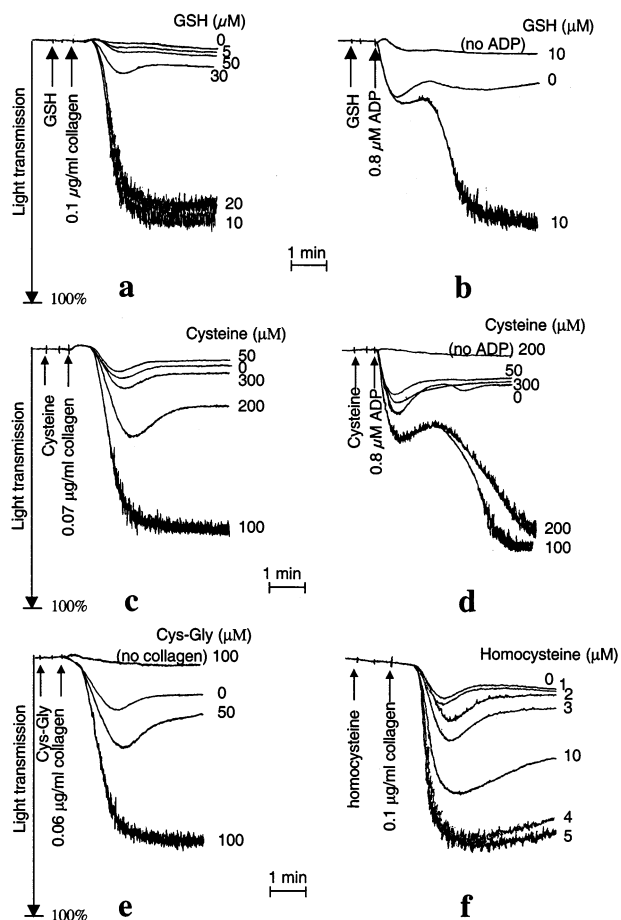 GSH (µM)
0
5
50
30
20
10
GSH
0.1 µg/ml collagen
Light transmission
100%
a
1 min
GSH (µM)
(no ADP)
10
0
10
GSH
0.8 µM ADP
b
Cysteine (µM)
50
0
300
200
100
Cysteine
0.07 µg/ml collagen
Light transmission
100%
c
1 min
Cysteine (µM)
(no ADP) 200
50
300
0
200
100
Cysteine
0.8 µM ADP
d
Cys-Gly (µM)
(no collagen) 100
0
50
100
Cys-Gly
0.06 µg/ml collagen
Light transmission
100%
e
1 min
Homocysteine (µM)
0
1
2
3
10
4
5
homocysteine
0.1 µg/ml collagen
f